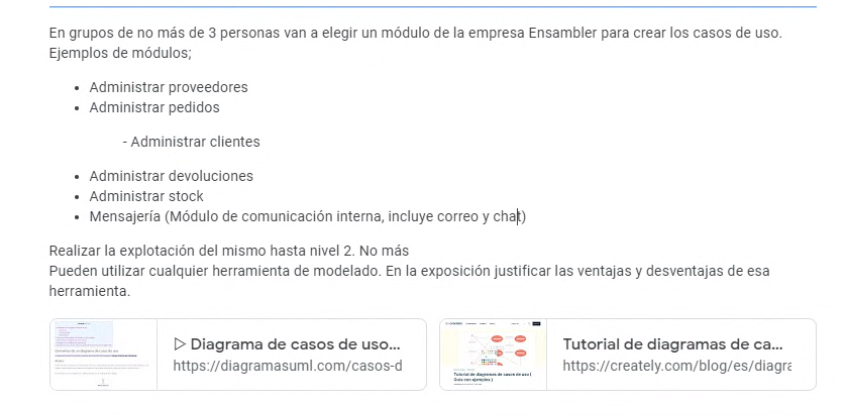 En grupos de no más de 3 personas van a elegir un módulo de la empresa Ensambler para crear los casos de uso.
Ejemplos de módulos;
• Administrar proveedores
• Administrar pedidos
- Administrar clientes
• Administrar devoluciones
• Administrar stock
• Mensajería (Módulo de comunicación interna, incluye correo y chat)
Realizar la explotación del mismo hasta nivel 2. No más
Pueden utilizar cualquier herramienta de modelado. En la exposición justificar las ventajas y desventajas de esa
herramienta.
▷ Diagrama de casos de uso...
https://diagramasuml.com/casos-d
Tutorial de diagramas de ca...
https://creately.com/blog/es/diagra